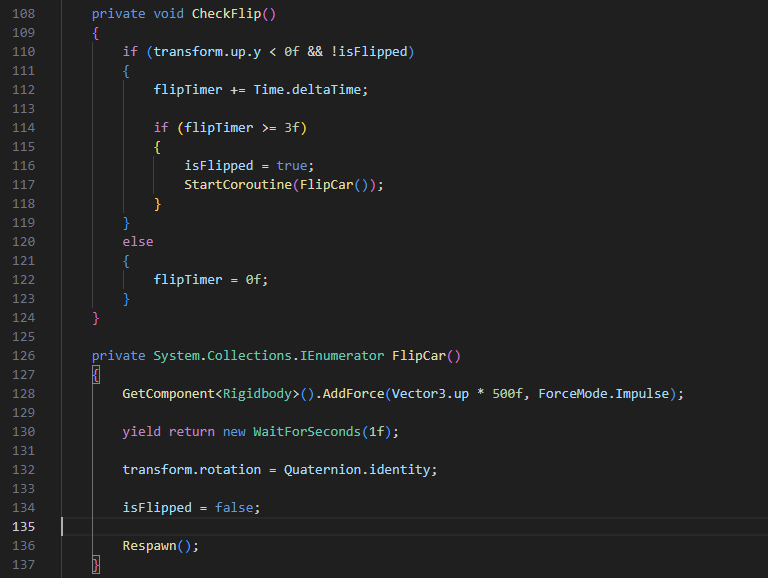 108 private void CheckFlip()
109 {
110 if (transform.up.y < 0f && !isFlipped)
111 {
112 flipTimer += Time.deltaTime;
113
114 if (flipTimer >= 3f)
115 {
116 isFlipped = true;
117 StartCoroutine(FlipCar());
118 }
119 }
120 else
121 {
122 flipTimer = 0f;
123 }
124 }
125
126 private System.Collections.IEnumerator FlipCar()
127 {
128 GetComponent<Rigidbody>().AddForce(Vector3.up * 500f, ForceMode.Impulse);
129
130 yield return new WaitForSeconds(1f);
131
132 transform.rotation = Quaternion.identity;
133
134 isFlipped = false;
135
136 Respawn();
137 }